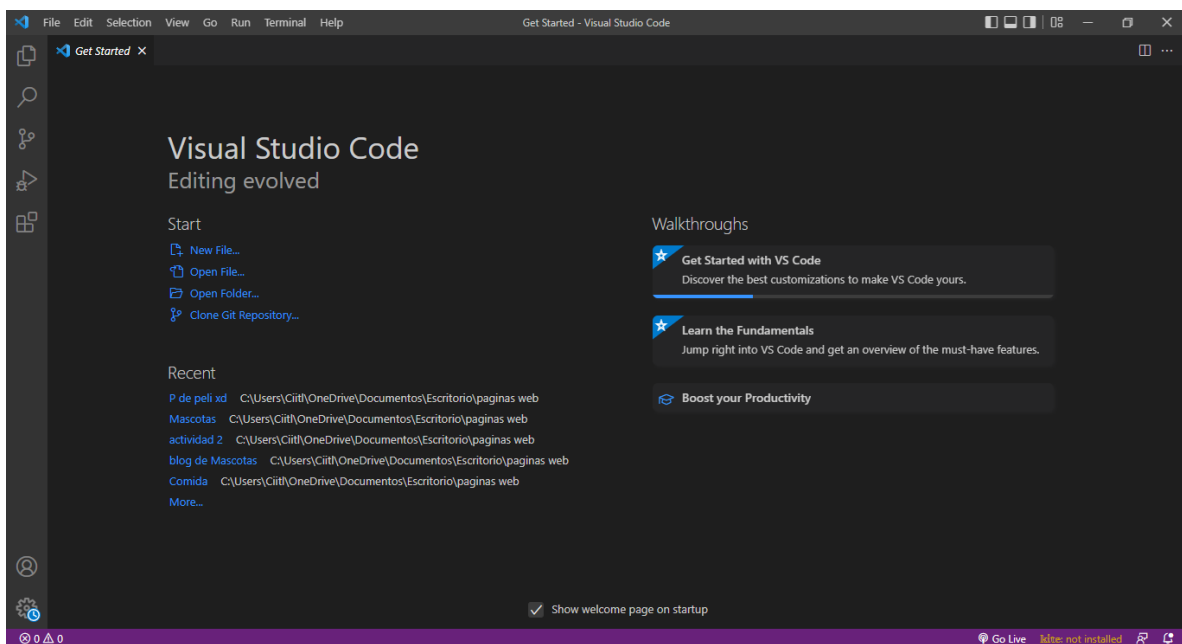 File Edit Selection View Go Run Terminal Help Get Started - Visual Studio Code
Get Started
Visual Studio Code
Editing evolved
Start
New File...
Open File...
Open Folder...
Clone Git Repository...
Recent
P de peli xd C:\Users\Ciitl\OneDrive\Documentos\Escritorio\paginas web
Mascotas C:\Users\Ciitl\OneDrive\Documentos\Escritorio\paginas web
actividad 2 C:\Users\Ciitl\OneDrive\Documentos\Escritorio\paginas web
blog de Mascotas C:\Users\Ciitl\OneDrive\Documentos\Escritorio\paginas web
Comida C:\Users\Ciitl\OneDrive\Documentos\Escritorio\paginas web
More...
Walkthroughs
Get Started with VS Code
Discover the best customizations to make VS Code yours.
Learn the Fundamentals
Jump right into VS Code and get an overview of the must-have features.
Boost your Productivity
Show welcome page on startup
0 0 Go Live kite: not installed